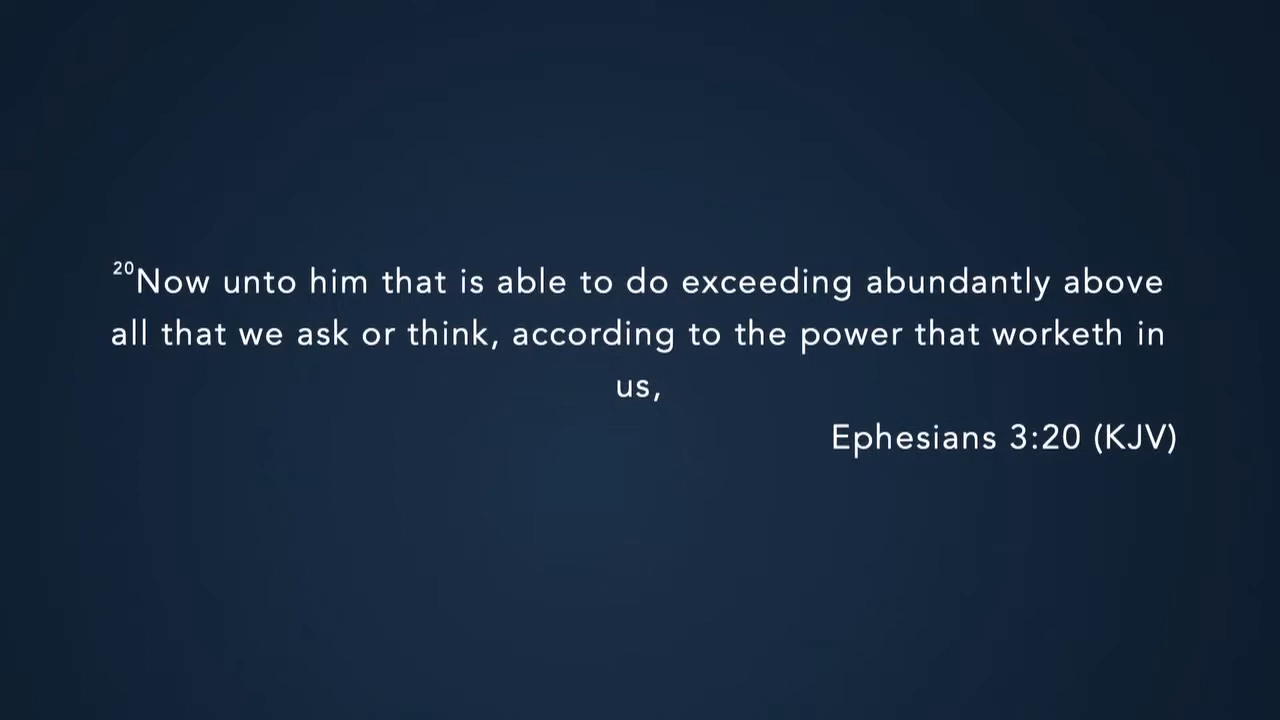 20Now unto him that is able to do exceeding abundantly above
all that we ask or think, according to the power that worketh in
us,
Ephesians 3:20 (KJV)